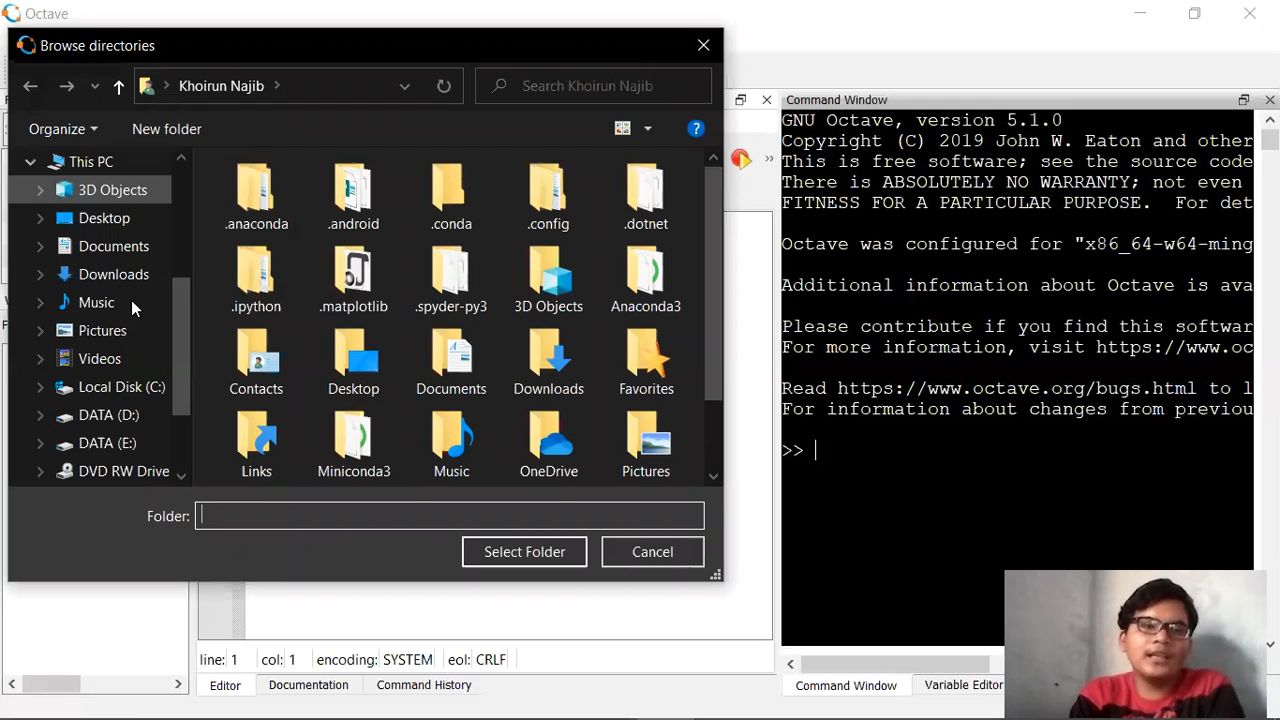 Octave
Browse directories
Khoirun Najib
Search Khoirun Najib
Organize
New folder
This PC
3D Objects
Desktop
Documents
Downloads
Music
Pictures
Videos
Local Disk (C:)
DATA (D:)
DATA (E:)
DVD RW Drive
.anaconda
.android
.conda
.config
.dotnet
.ipython
.matplotlib
.spyder-py3
3D Objects
Anaconda3
Contacts
Desktop
Documents
Downloads
Favorites
Links
Miniconda3
Music
OneDrive
Pictures
Folder:
Select Folder
Cancel
line: 1 col: 1 encoding: SYSTEM eol: CRLF
Editor
Documentation
Command History
Command Window
GNU Octave, version 5.1.0
Copyright (C) 2019 John W. Eaton and other
This is free software; see the source code
There is ABSOLUTELY NO WARRANTY; not even
FITNESS FOR A PARTICULAR PURPOSE. For det
Octave was configured for "x86_64-w64-ming
Additional information about Octave is ava
Please contribute if you find this softwar
For more information, visit https://www.oc
Read https://www.octave.org/bugs.html to l
For information about changes from previou
>>
Command Window
Variable Editor